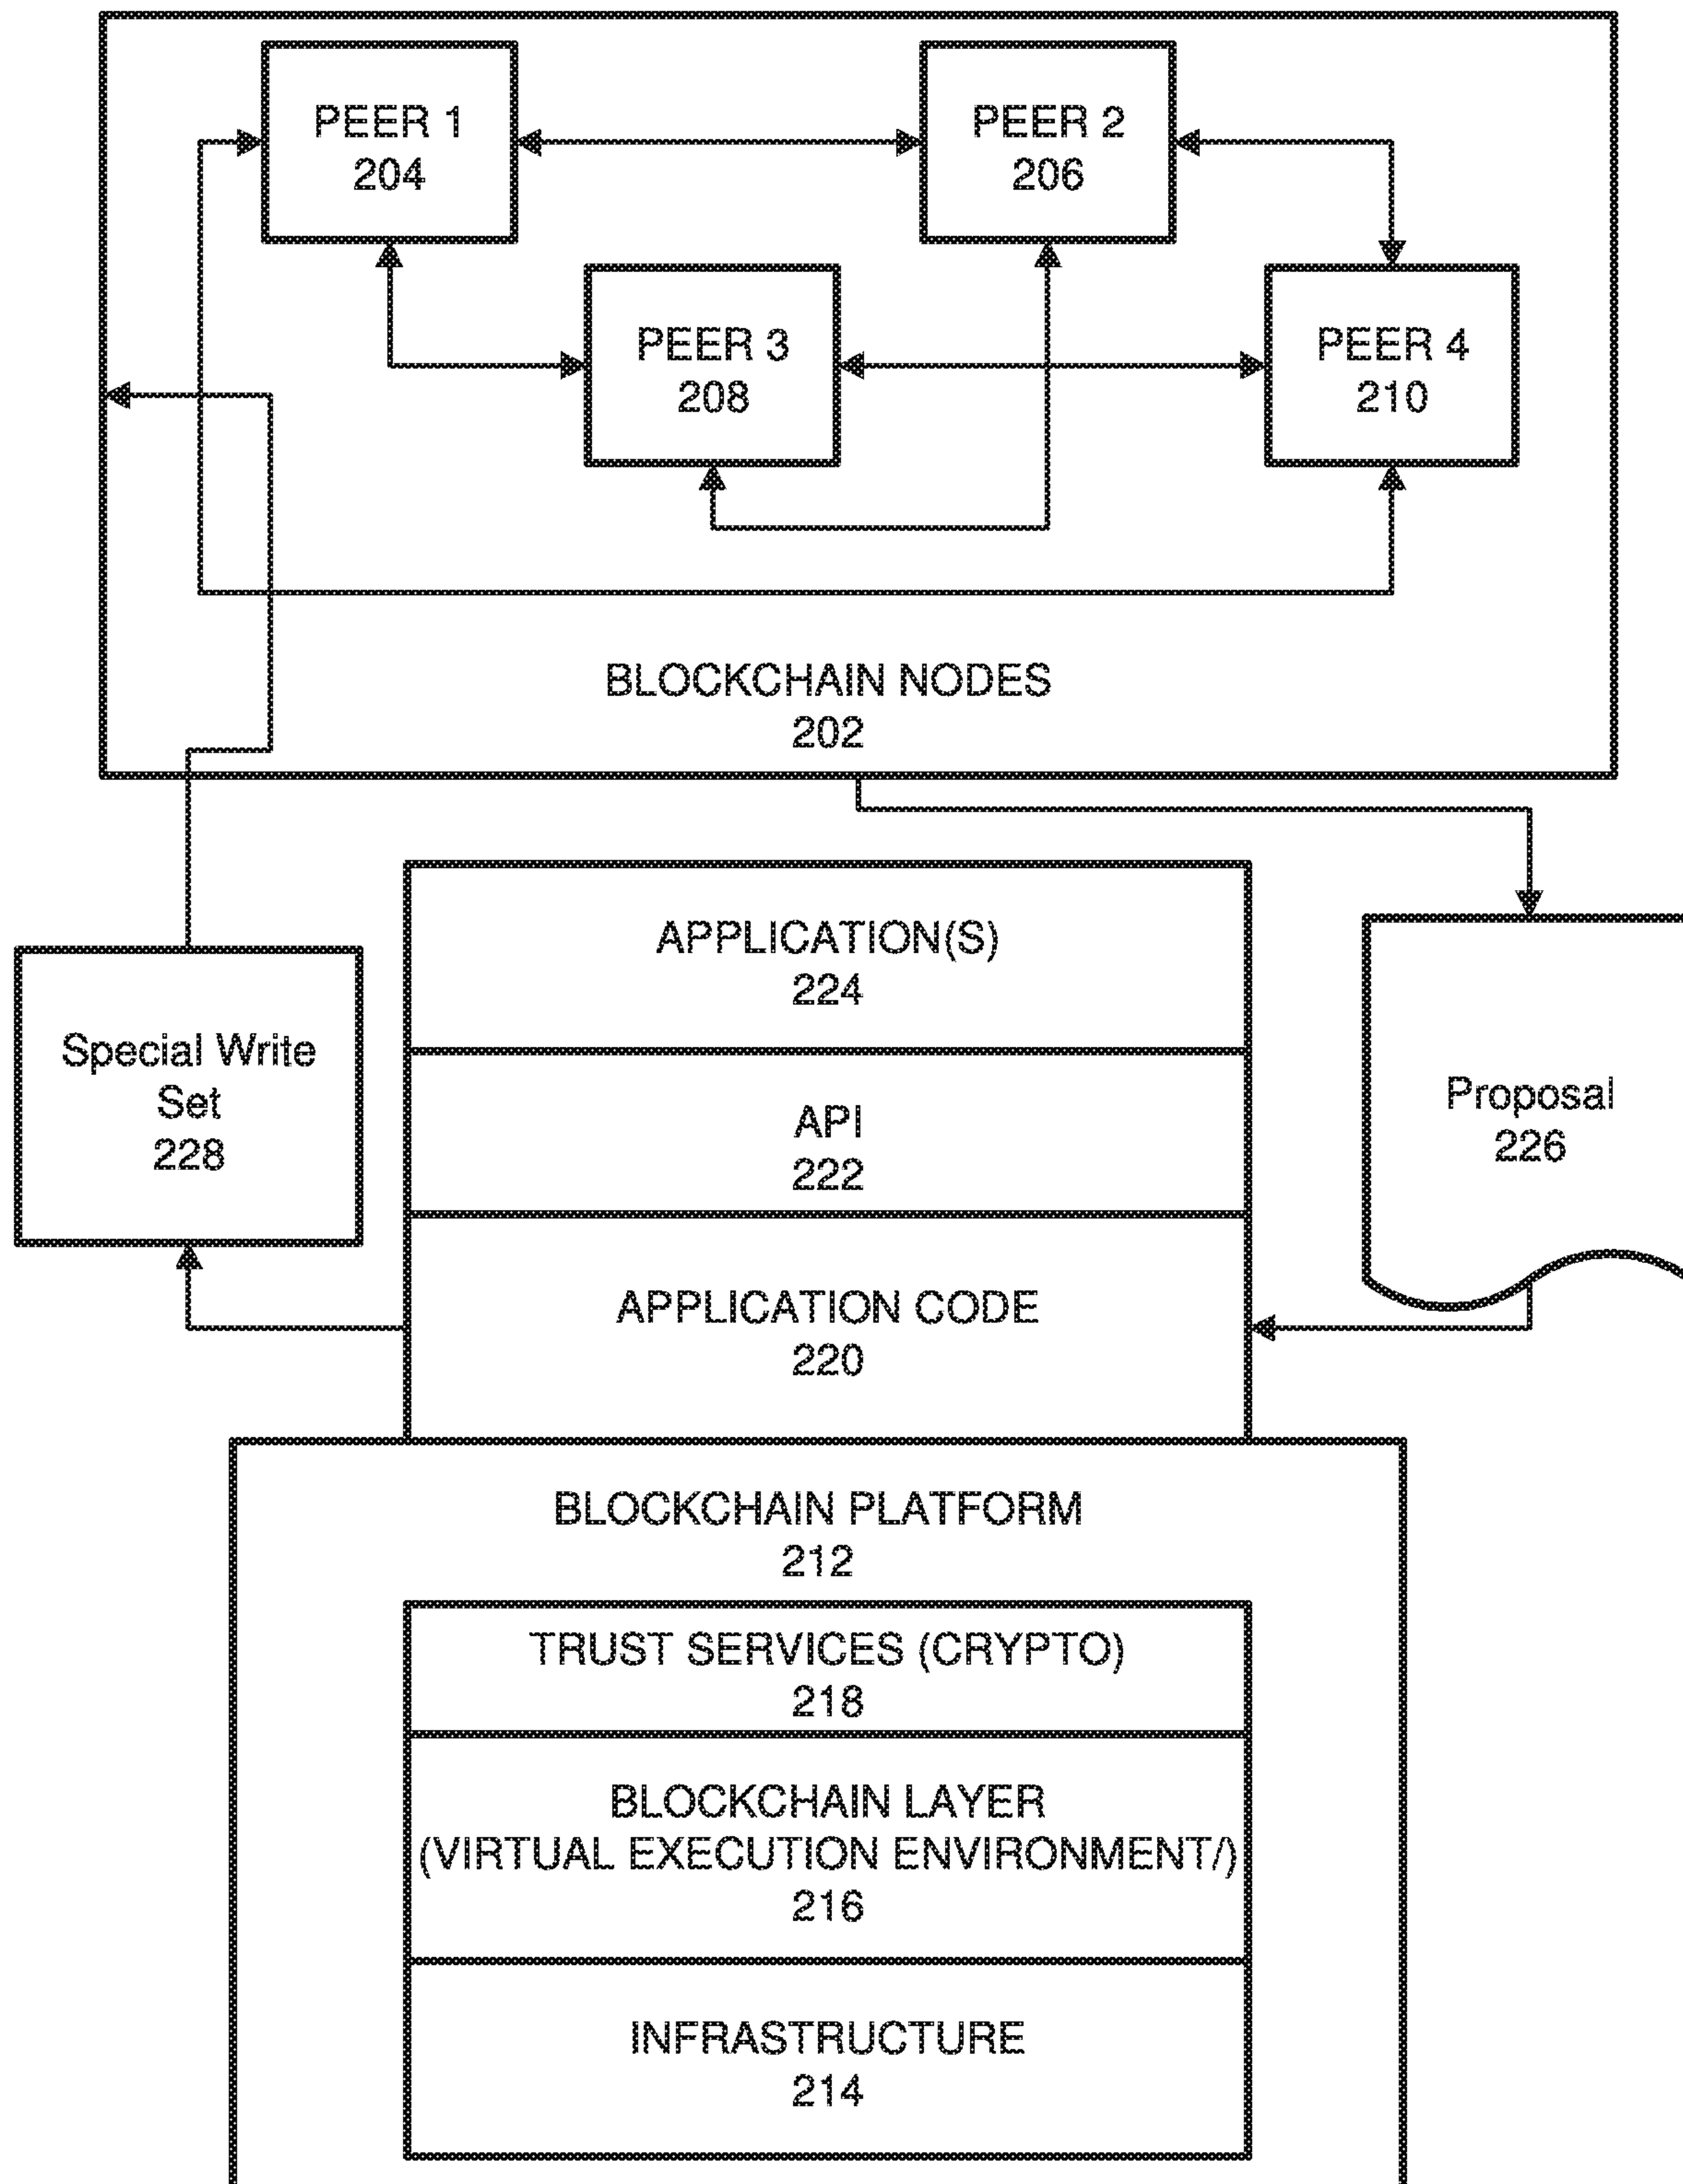 PEER 1
204
PEER 2
206
PEER 3
208
PEER 4
210
BLOCKCHAIN NODES
202
APPLICATION(S)
224
Special Write
Set
228
API
222
Proposal
226
APPLICATION CODE
220
BLOCKCHAIN PLATFORM
212
TRUST SERVICES (CRYPTO)
218
BLOCKCHAIN LAYER
(VIRTUAL EXECUTION ENVIRONMENT/)
216
INFRASTRUCTURE
214